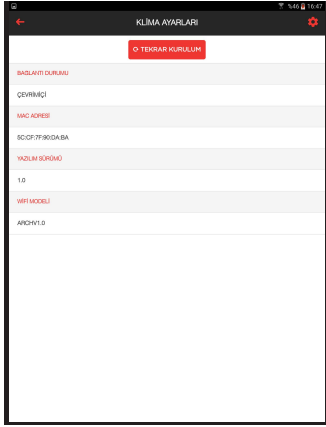 %46 16:47
KLİMA AYARLARI
TEKRAR KURULUM
BAĞLANTI DURUMU
ÇEVRİMİÇİ
MAC ADRESİ
5C:CF:7F:90:DA:BA
YAZILIM SÜRÜMÜ
1.0
WİFİ MODELİ
ARCHV1.0